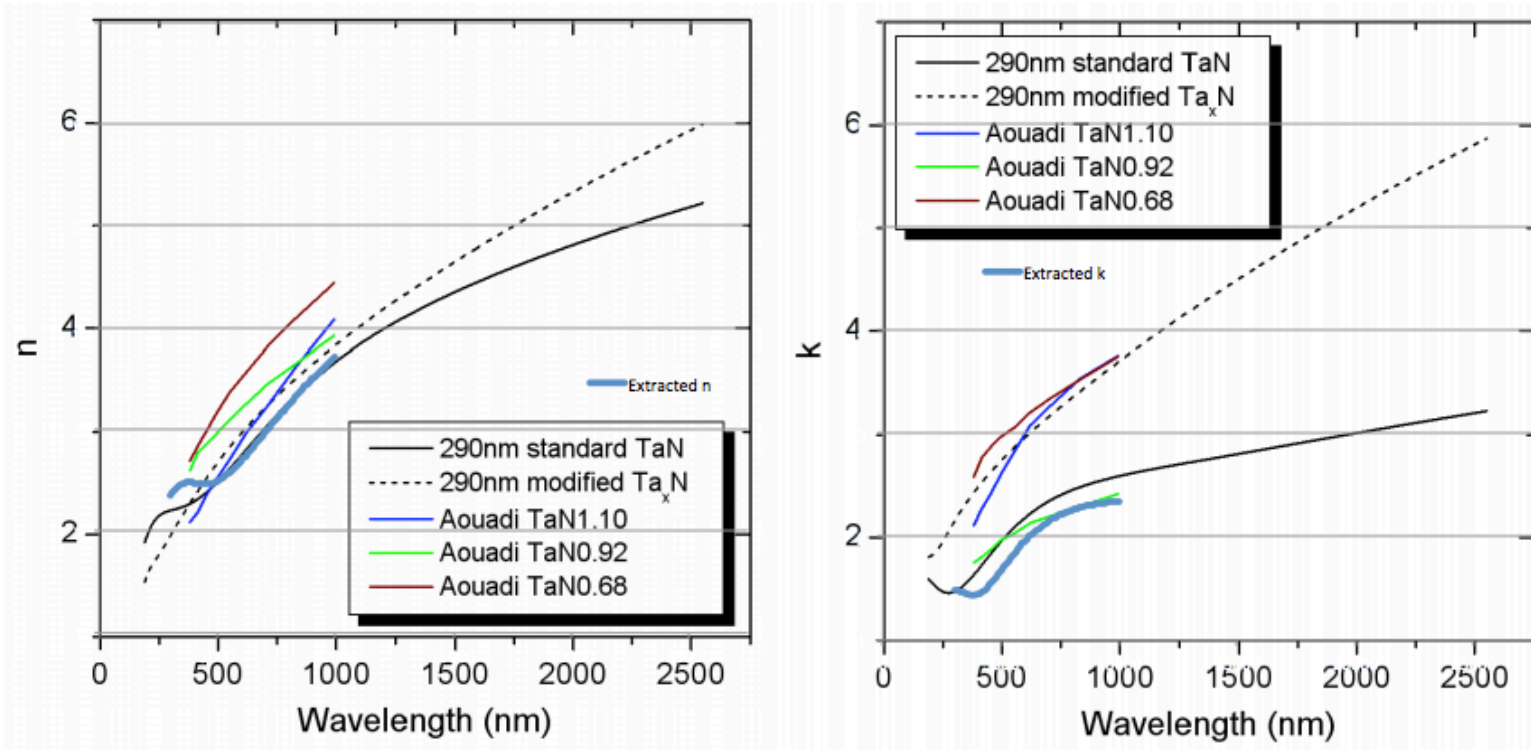 6
4
2
n
Extracted n
290nm standard TaN
290nm modified TaxN
Aouadi TaN1.10
Aouadi TaN0.92
Aouadi TaN0.68
0 500 1000 1500 2000 2500
Wavelength (nm)
290nm standard TaN
290nm modified TaxN
Aouadi TaN1.10
Aouadi TaN0.92
Aouadi TaN0.68
Extracted k
6
4
2
k
0 500 1000 1500 2000 2500
Wavelength (nm)